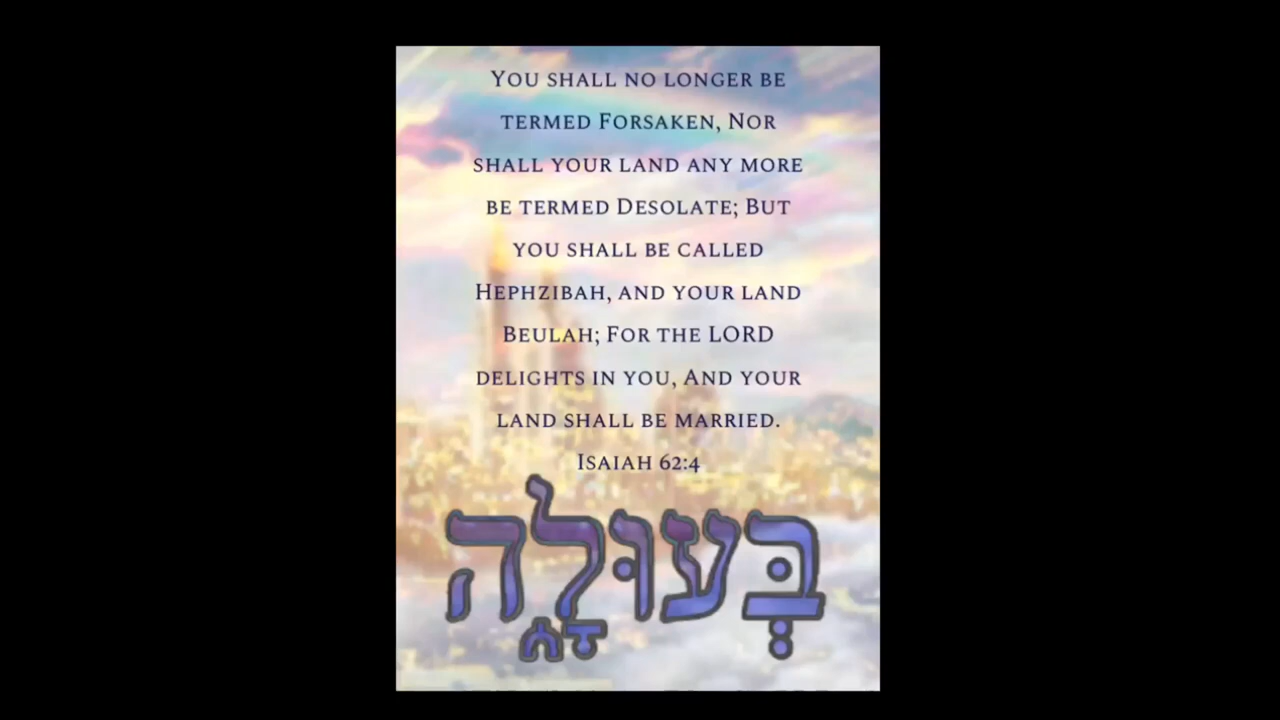 You shall no longer be
termed Forsaken, Nor
shall your land any more
be termed Desolate; But
you shall be called
Hephzibah, and your land
Beulah; For the LORD
delights in you, And your
land shall be married.
Isaiah 62:4
בְּעוּלָ֑ה